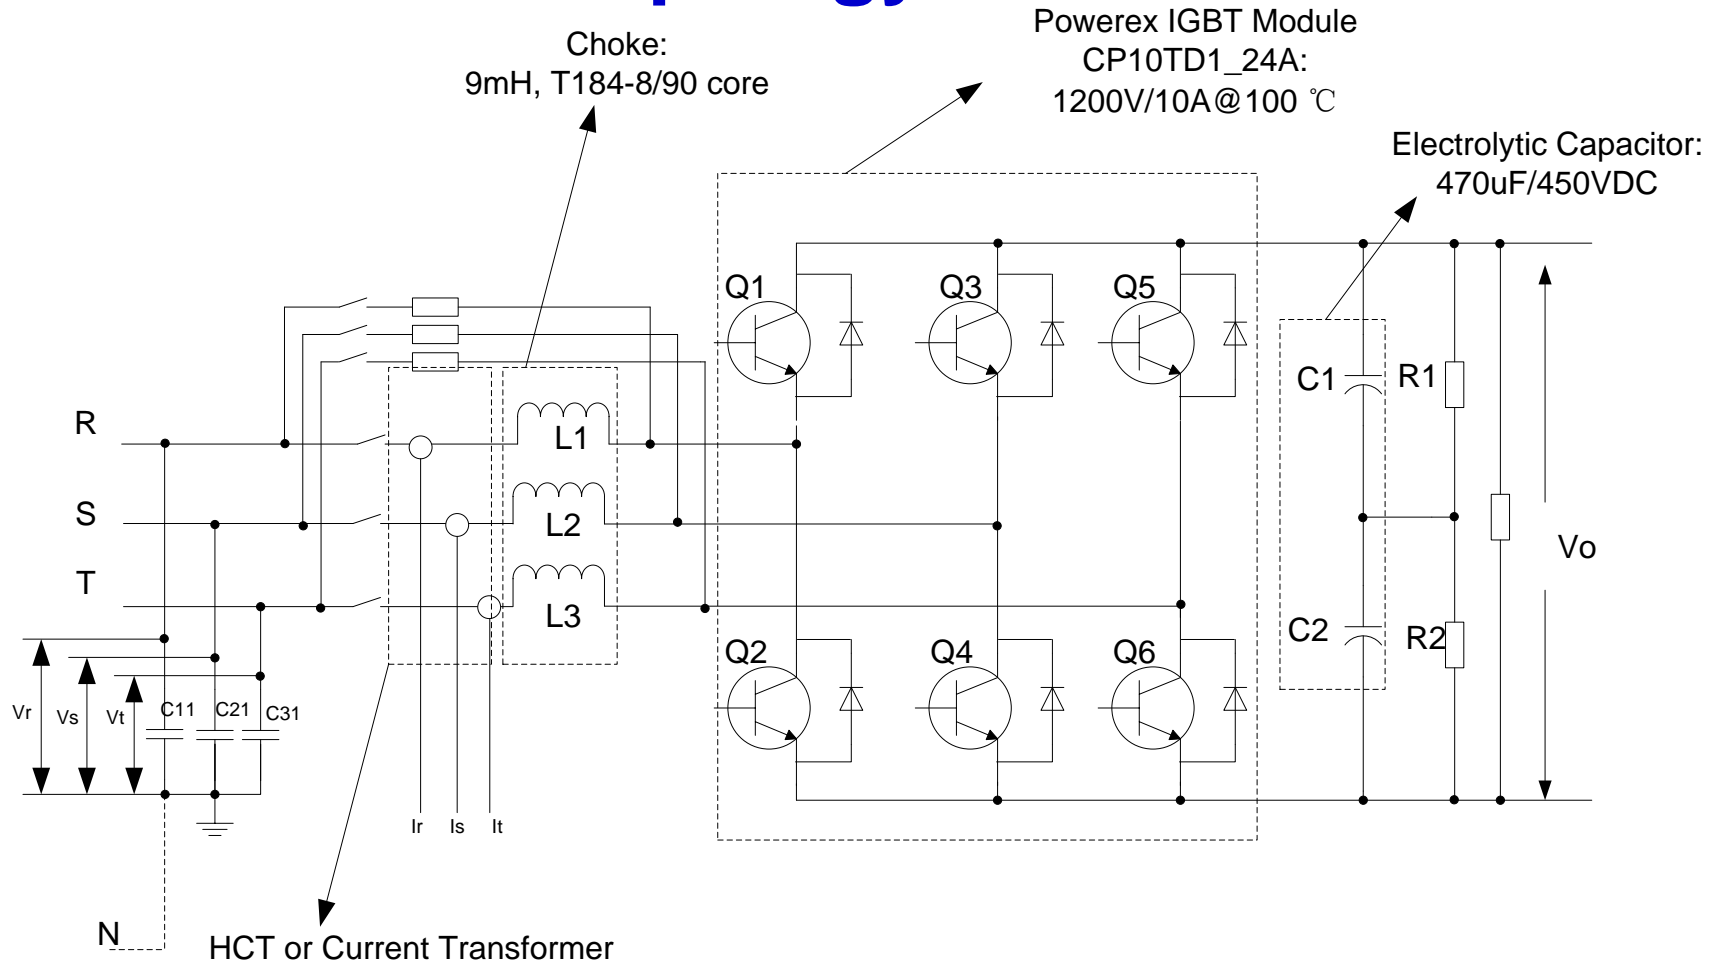 Powerex IGBT Module
CP10TD1_24A:
1200V/10A@100 ℃
Choke:
9mH, T184-8/90 core
Electrolytic Capacitor:
470uF/450VDC
Q1
Q3
Q5
C1
R1
R
L1
S
L2
Vo
T
L3
C2
R2
Q2
Q4
Q6
Vr
Vs
Vt
C11
C21
C31
Ir
Is
It
N
HCT or Current Transformer